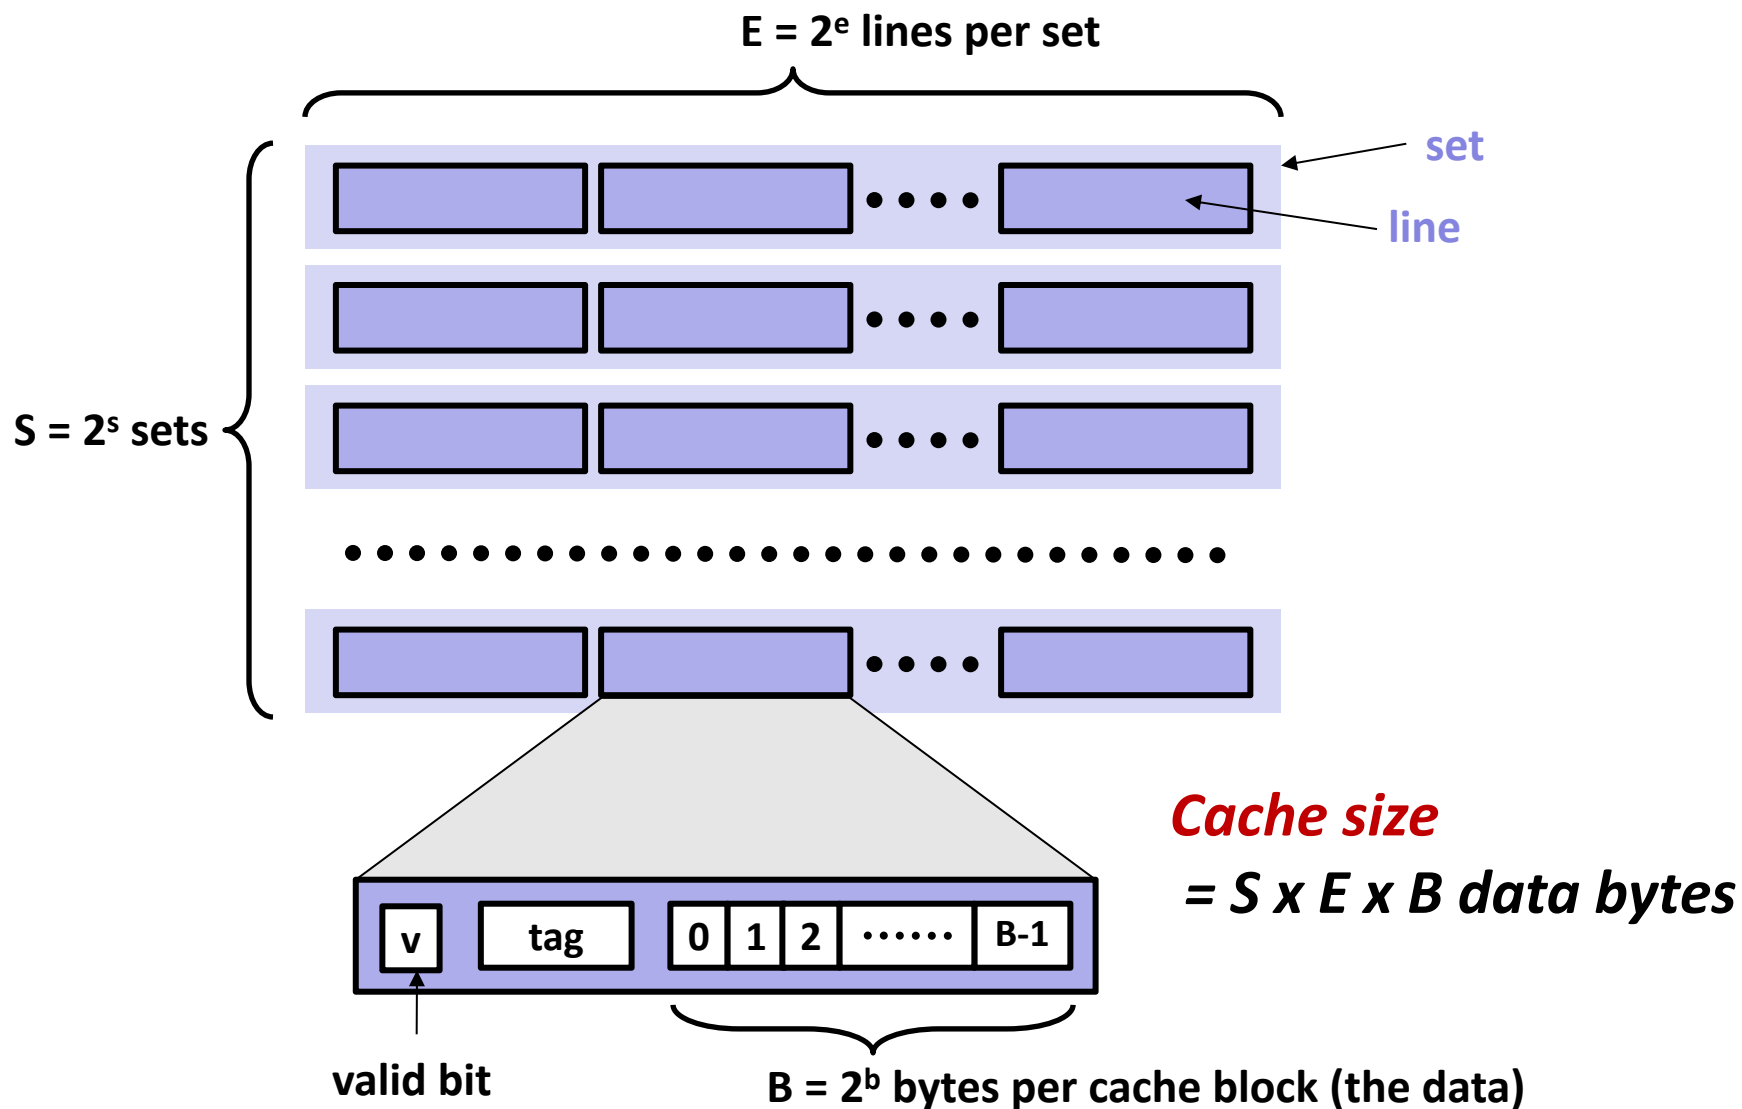 E = 2ᵉ lines per set
set
line
S = 2ˢ sets
Cache size
= S x E x B data bytes
v
tag
0
1
2
B-1
valid bit
B = 2ᵇ bytes per cache block (the data)